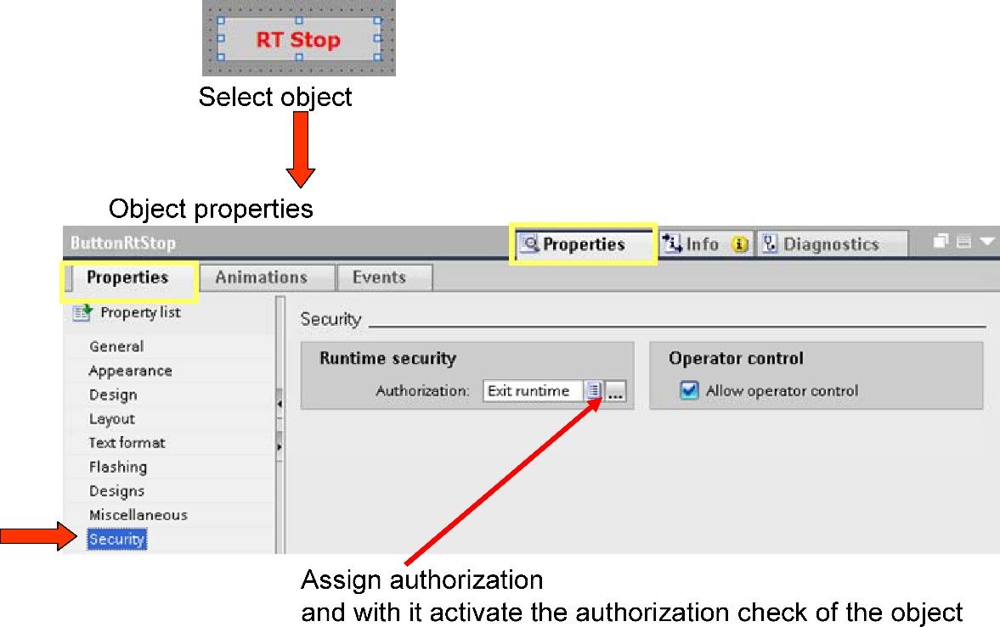 RT Stop
Select object
Object properties
ButtonRtStop
Properties Info Diagnostics
Properties Animations Events
Property list
General
Appearance
Design
Layout
Text format
Flashing
Designs
Miscellaneous
Security
Security
Runtime security
Authorization: Exit runtime ...
Operator control
Allow operator control
Assign authorization
and with it activate the authorization check of the object